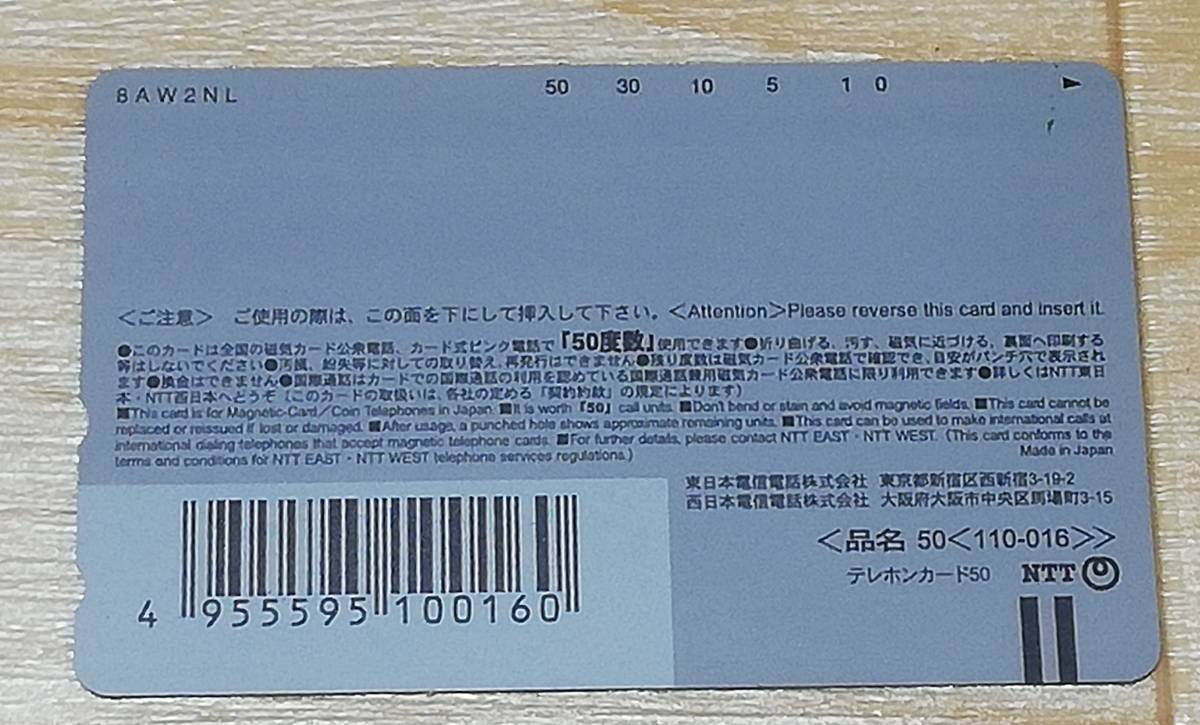 8AW2NL 50 30 10 5 1 0 ►
<ご注意> ご使用の際は、この面を下にして挿入して下さい。<Attention>Please reverse this card and insert it.
●このカードは全国の磁気カード公衆電話、カード式ピンク電話で『50度数』使用できます●折り曲げる、汚す、磁気に近づける、裏面へ印刷する
等はしないでください●汚損、紛失等に対しての取り替え、再発行はできません●残り度数は磁気カード公衆電話で確認でき、目安がパンチ穴で表示され
ます●換金はできません●国際通話はカードでの国際通話の利用を認めている国際通話兼用磁気カード公衆電話に限り利用できます●詳しくはNTT東日
本・NTT西日本へどうぞ(このカードの取扱いは、各社の定める「契約約款」の規定によります)
■This card is for Magnetic-Card/Coin Telephones in Japan. ■It is worth『50』call units. ■Don't bend or stain and avoid magnetic fields. ■This card cannot be
replaced or reissued if lost or damaged. ■After usage, a punched hole shows approximate remaining units. ■This card can be used to make international calls at
international dialing telephones that accept magnetic telephone cards. ■For further details, please contact NTT EAST・NTT WEST. (This card conforms to the
terms and conditions for NTT EAST・NTT WEST telephone services regulations.) Made in Japan
東日本電信電話株式会社 東京都新宿区西新宿3-19-2
西日本電信電話株式会社 大阪府大阪市中央区馬場町3-15
<品名 50<110-016>>
テレホンカード50 NTT
4 955595 100160